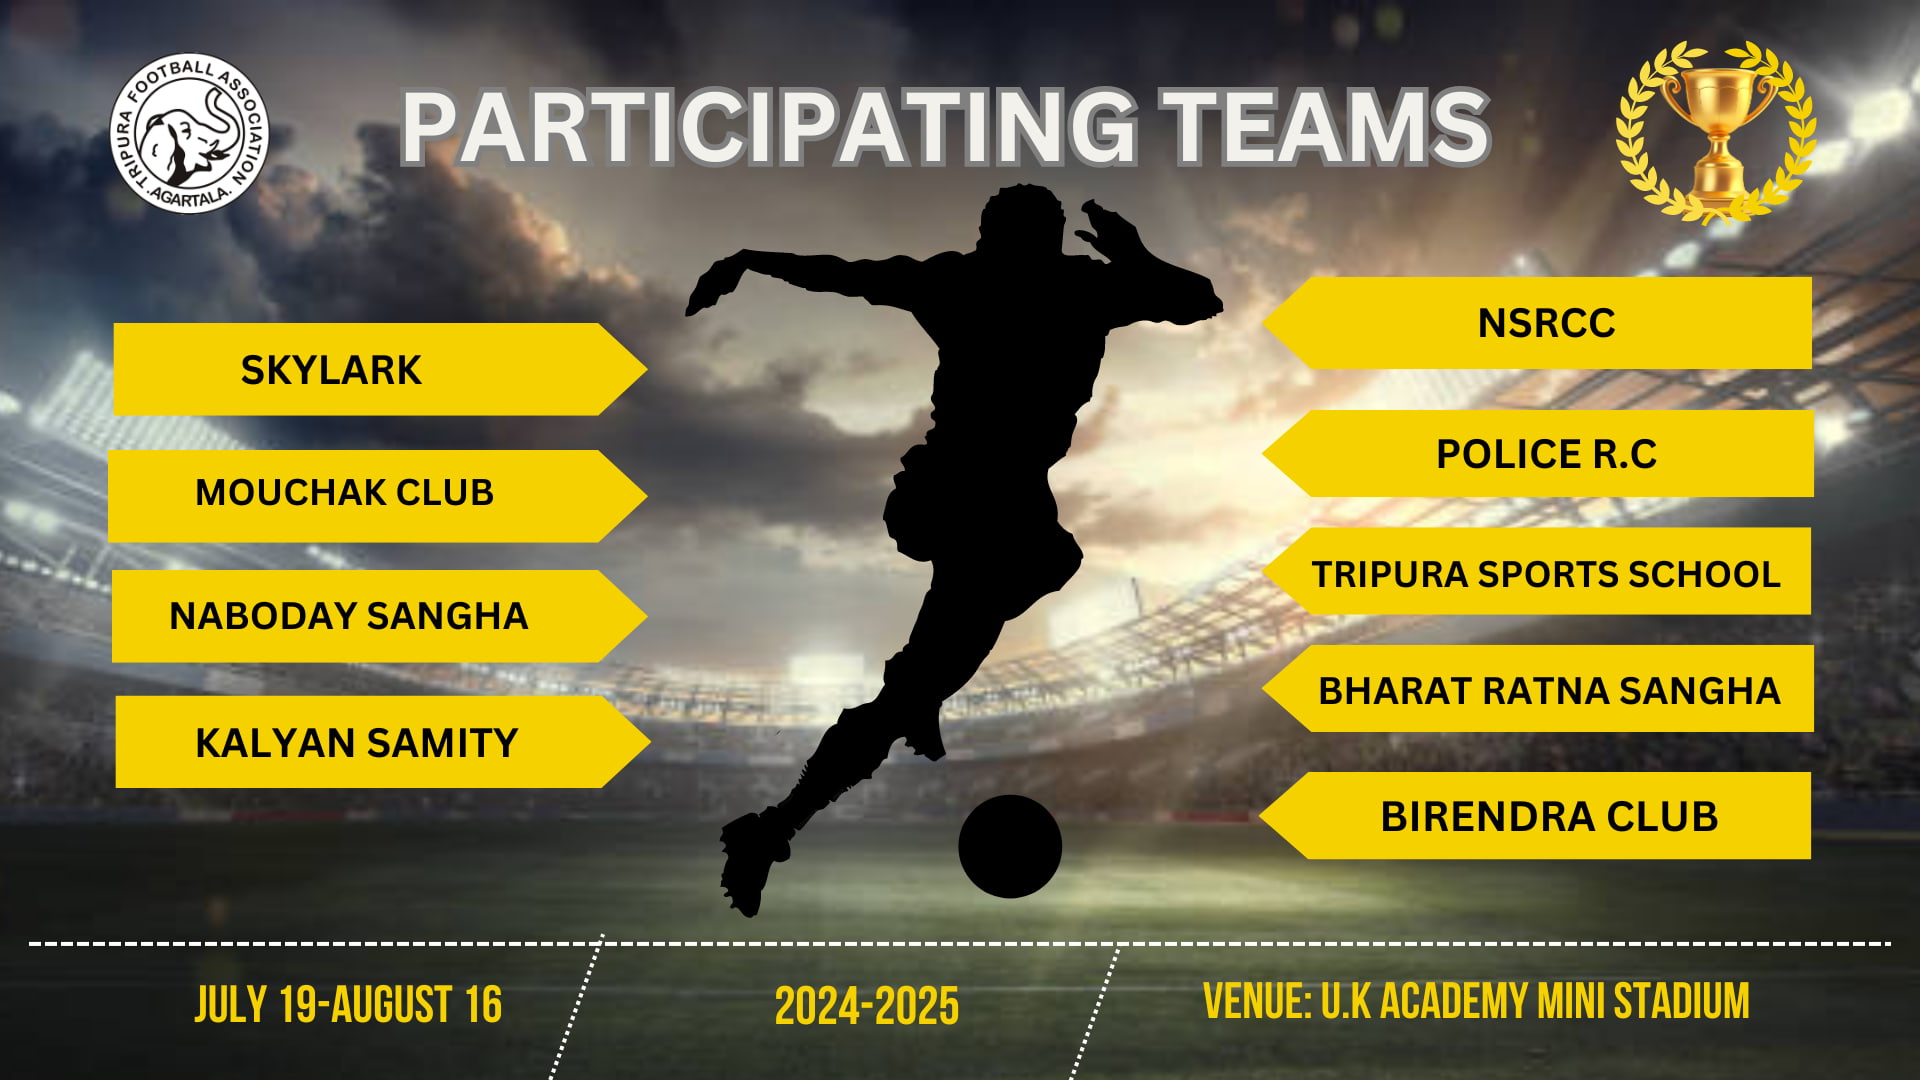 TRIPURA FOOTBALL ASSOCIATION
.AGARTALA.
PARTICIPATING TEAMS
SKYLARK
MOUCHAK CLUB
NABODAY SANGHA
KALYAN SAMITY
NSRCC
POLICE R.C
TRIPURA SPORTS SCHOOL
BHARAT RATNA SANGHA
BIRENDRA CLUB
JULY 19-AUGUST 16
2024-2025
VENUE: U.K ACADEMY MINI STADIUM